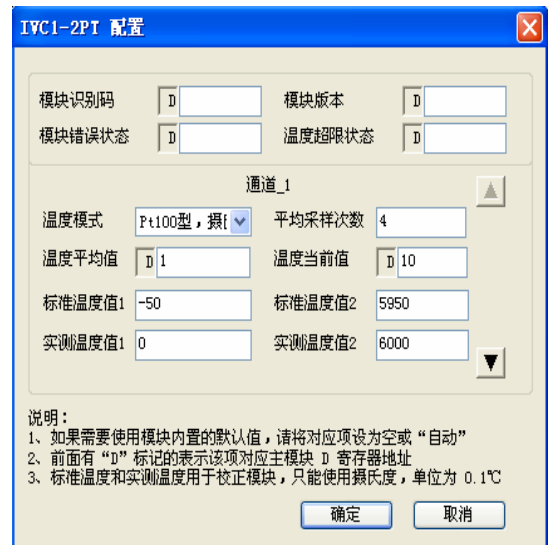 IVC1-2PT 配置
模块识别码 D 模块版本 D
模块错误状态 D 温度超限状态 D
通道_1
温度模式 Pt100型，摄 平均采样次数 4
温度平均值 D 1 温度当前值 D 10
标准温度值1 -50 标准温度值2 5950
实测温度值1 0 实测温度值2 6000
说明：
1、如果需要使用模块内置的默认值，请将对应项设为空或“自动”
2、前面有“D”标记的表示该项对应主模块 D 寄存器地址
3、标准温度和实测温度用于校正模块，只能使用摄氏度，单位为 0.1℃
确定 取消